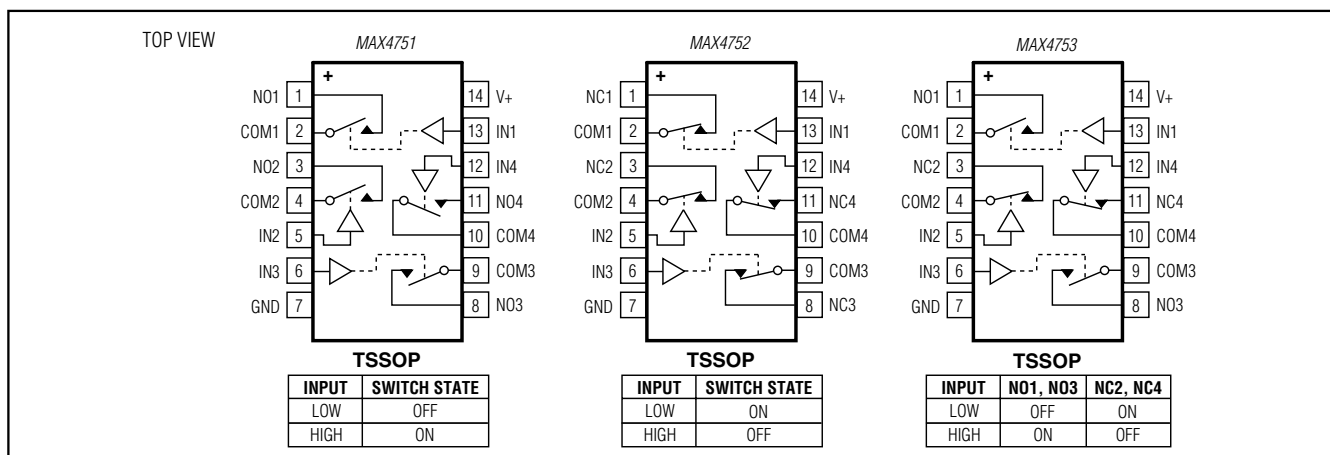 TOP VIEW
MAX4751
+
NO1 1
COM1 2
NO2 3
COM2 4
IN2 5
IN3 6
GND 7
14 V+
13 IN1
12 IN4
11 NO4
10 COM4
9 COM3
8 NO3
TSSOP
INPUT SWITCH STATE
LOW OFF
HIGH ON
MAX4752
+
NC1 1
COM1 2
NC2 3
COM2 4
IN2 5
IN3 6
GND 7
14 V+
13 IN1
12 IN4
11 NC4
10 COM4
9 COM3
8 NC3
TSSOP
INPUT SWITCH STATE
LOW ON
HIGH OFF
MAX4753
+
NO1 1
COM1 2
NC2 3
COM2 4
IN2 5
IN3 6
GND 7
14 V+
13 IN1
12 IN4
11 NC4
10 COM4
9 COM3
8 NO3
TSSOP
INPUT NO1, NO3 NC2, NC4
LOW OFF ON
HIGH ON OFF